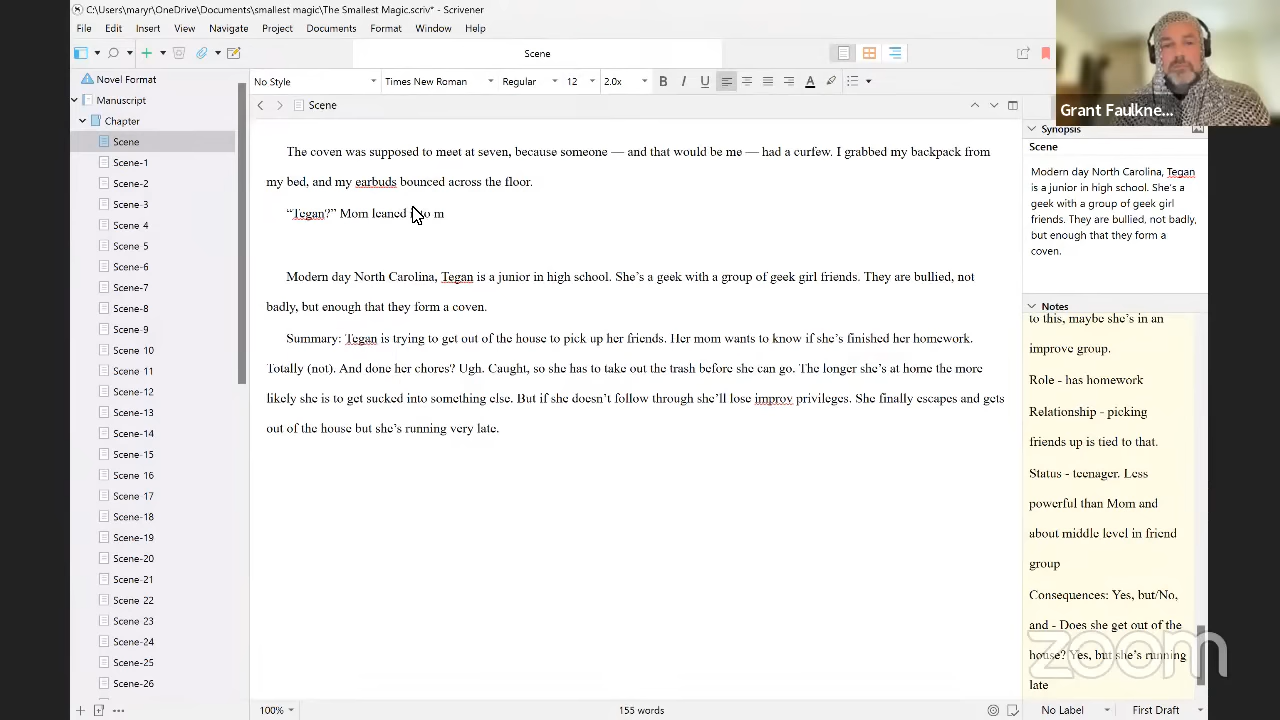 C:\Users\maryr\OneDrive\Documents\smallest magic\The Smallest Magic.scriv* - Scrivener
File Edit Insert View Navigate Project Documents Format Window Help
Scene
No Style Times New Roman Regular 12 2.0x B I U A
Grant Faulkne...
Novel Format
Manuscript
Chapter
Scene
Scene-1
Scene-2
Scene-3
Scene 4
Scene 5
Scene-6
Scene-7
Scene-8
Scene-9
Scene 10
Scene 11
Scene-12
Scene-13
Scene-14
Scene-15
Scene 16
Scene-17
Scene-18
Scene-19
Scene-20
Scene-21
Scene 22
Scene 23
Scene-24
Scene-25
Scene-26
Scene
The coven was supposed to meet at seven, because someone — and that would be me — had a curfew. I grabbed my backpack from
my bed, and my earbuds bounced across the floor.
“Tegan?” Mom leaned to m
Modern day North Carolina, Tegan is a junior in high school. She’s a geek with a group of geek girl friends. They are bullied, not
badly, but enough that they form a coven.
Summary: Tegan is trying to get out of the house to pick up her friends. Her mom wants to know if she’s finished her homework.
Totally (not). And done her chores? Ugh. Caught, so she has to take out the trash before she can go. The longer she’s at home the more
likely she is to get sucked into something else. But if she doesn’t follow through she’ll lose improv privileges. She finally escapes and gets
out of the house but she’s running very late.
Synopsis
Scene
Modern day North Carolina, Tegan
is a junior in high school. She's a
geek with a group of geek girl
friends. They are bullied, not badly,
but enough that they form a
coven.
Notes
to this, maybe she’s in an
improve group.
Role - has homework
Relationship - picking
friends up is tied to that.
Status - teenager. Less
powerful than Mom and
about middle level in friend
group
Consequences: Yes, but/No,
and - Does she get out of the
house? Yes, but she’s running
late
zoom
100% 155 words No Label First Draft